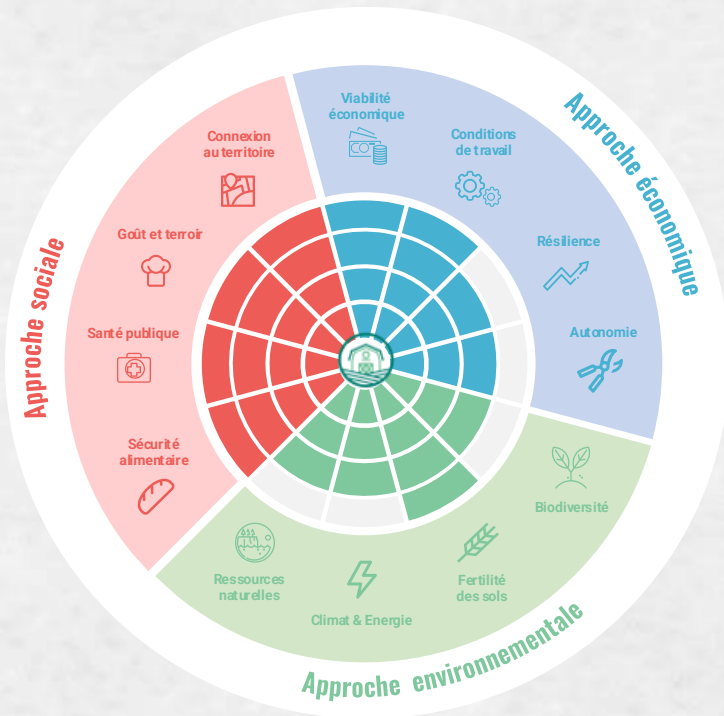 Approche économique
Viabilité
économique
Conditions
de travail
Résilience
Autonomie
Approche environnementale
Biodiversité
Fertilité
des sols
Climat & Energie
Ressources
naturelles
Approche sociale
Sécurité
alimentaire
Santé publique
Goût et terroir
Connexion
au territoire